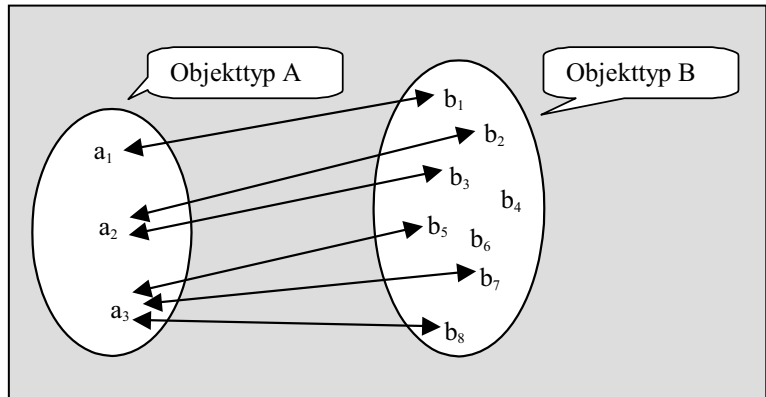 Objekttyp A
Objekttyp B
a₁
a₂
a₃
b₁
b₂
b₃
b₄
b₅
b₆
b₇
b₈